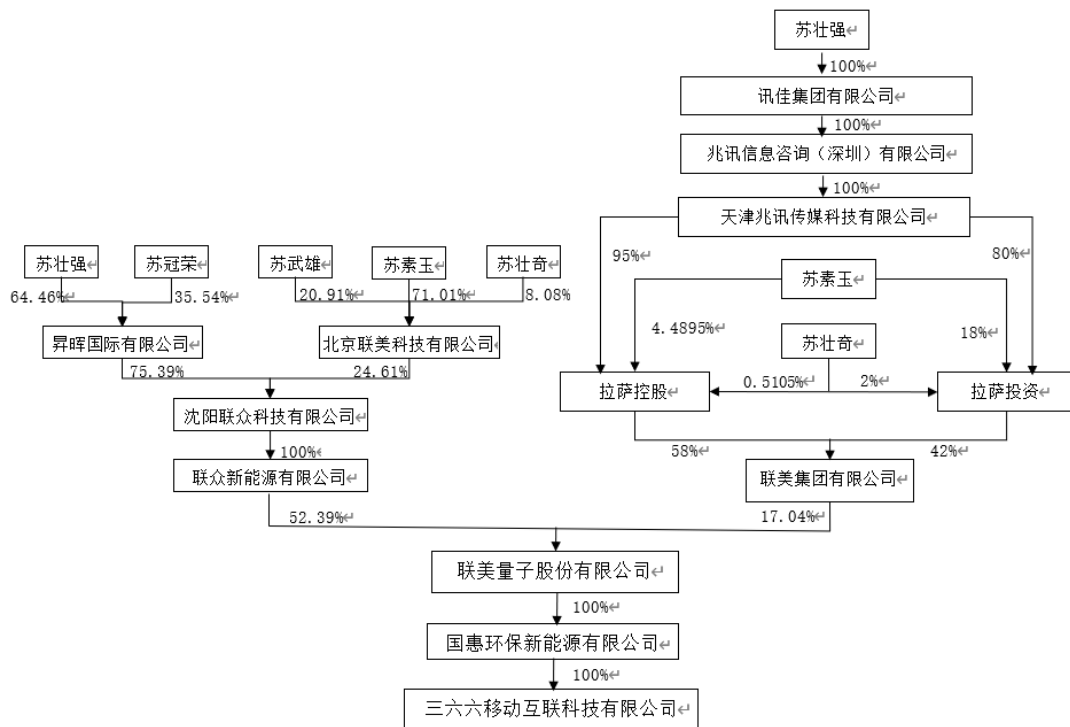 苏壮强↵
100%↵
讯佳集团有限公司↵
100%↵
兆讯信息咨询（深圳）有限公司↵
100%↵
天津兆讯传媒科技有限公司↵
苏壮强↵
苏冠荣↵
苏武雄↵
苏素玉↵
苏壮奇↵
95%↵
80%↵
苏素玉↵
64.46%↵
35.54%↵
20.91%↵
71.01%↵
8.08%
4.4895%↵
18%↵
苏壮奇↵
昇晖国际有限公司↵
北京联美科技有限公司↵
75.39%↵
24.61%↵
0.5105%↵
2%↵
拉萨控股↵
拉萨投资↵
沈阳联众科技有限公司↵
100%↵
58%↵
42%↵
联众新能源有限公司↵
联美集团有限公司↵
52.39%↵
17.04%↵
联美量子股份有限公司↵
100%↵
国惠环保新能源有限公司↵
100%↵
三六六移动互联科技有限公司↵